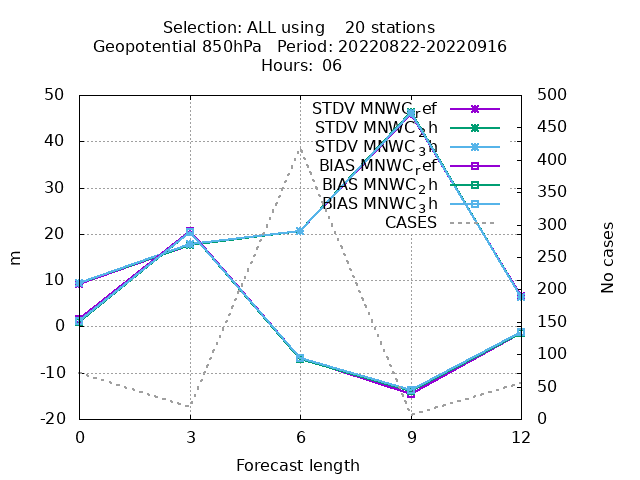 Selection: ALL using    20 stations
Geopotential 850hPa   Period: 20220822-20220916
Hours: 06
50
40
30
20
10
0
-10
-20
m
0
3
6
9
12
Forecast length
500
450
400
350
300
250
200
150
100
50
0
No cases
STDV MNWC_ref
STDV MNWC_2h
STDV MNWC_3h
BIAS MNWC_ref
BIAS MNWC_2h
BIAS MNWC_3h
CASES